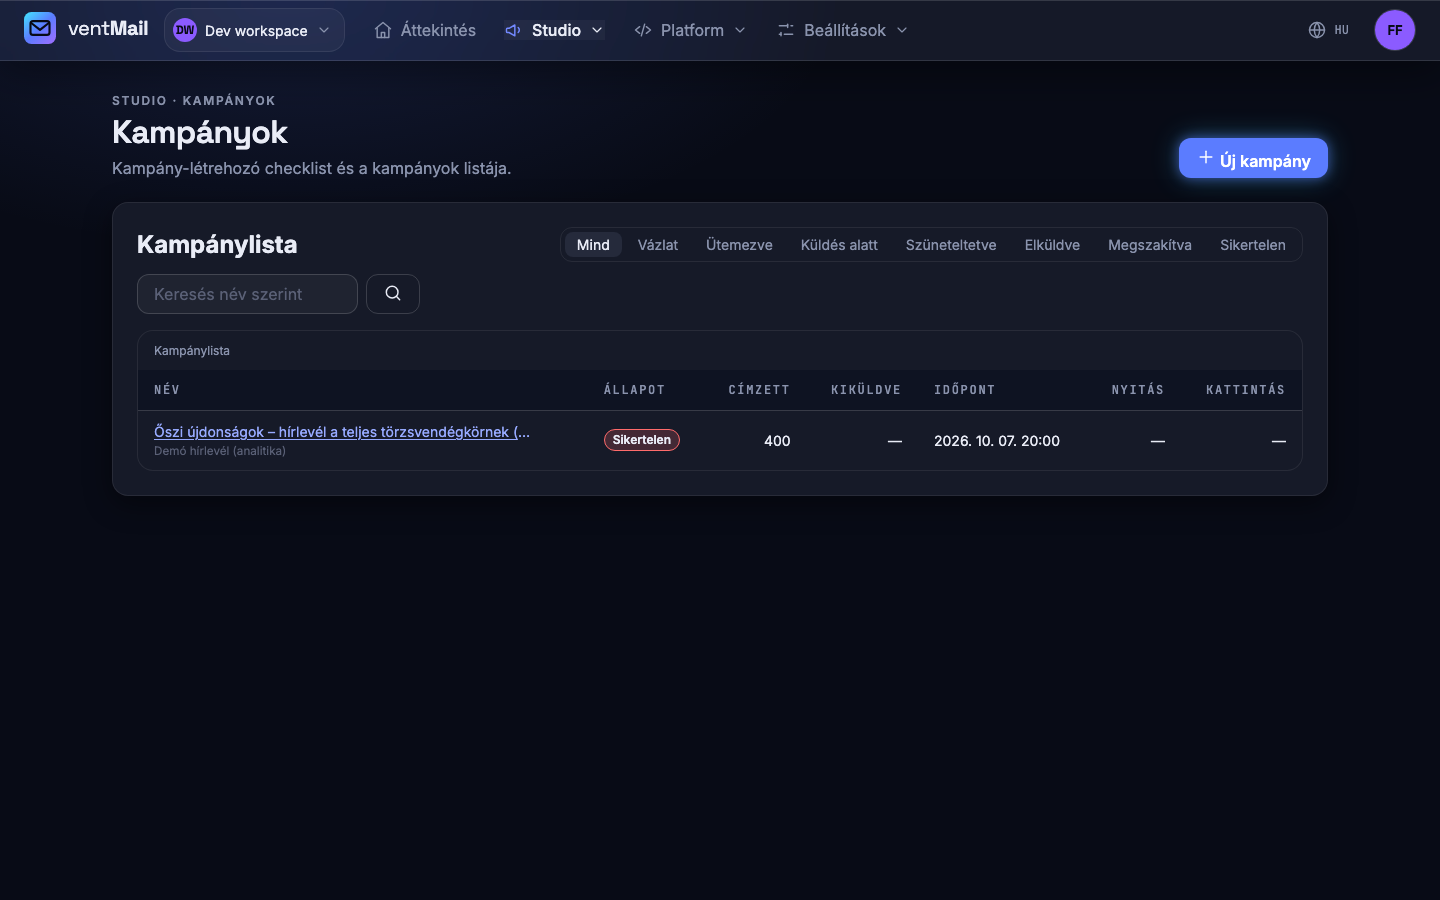 ventMail
DW Dev workspace
Áttekintés
Studio
Platform
Beállítások
HU
FF
STUDIO · KAMPÁNYOK
Kampányok
Kampány-létrehozó checklist és a kampányok listája.
Új kampány
Kampánylista
Mind Vázlat Ütemezve Küldés alatt Szüneteltetve Elküldve Megszakítva Sikertelen
Keresés név szerint
Kampánylista
NÉV ÁLLAPOT CÍMZETT KIKÜLDVE IDŐPONT NYITÁS KATTINTÁS
Őszi újdonságok – hírlevél a teljes törzsvendégkörnek (... Sikertelen 400 — 2026. 10. 07. 20:00 — —
Demó hírlevél (analitika)